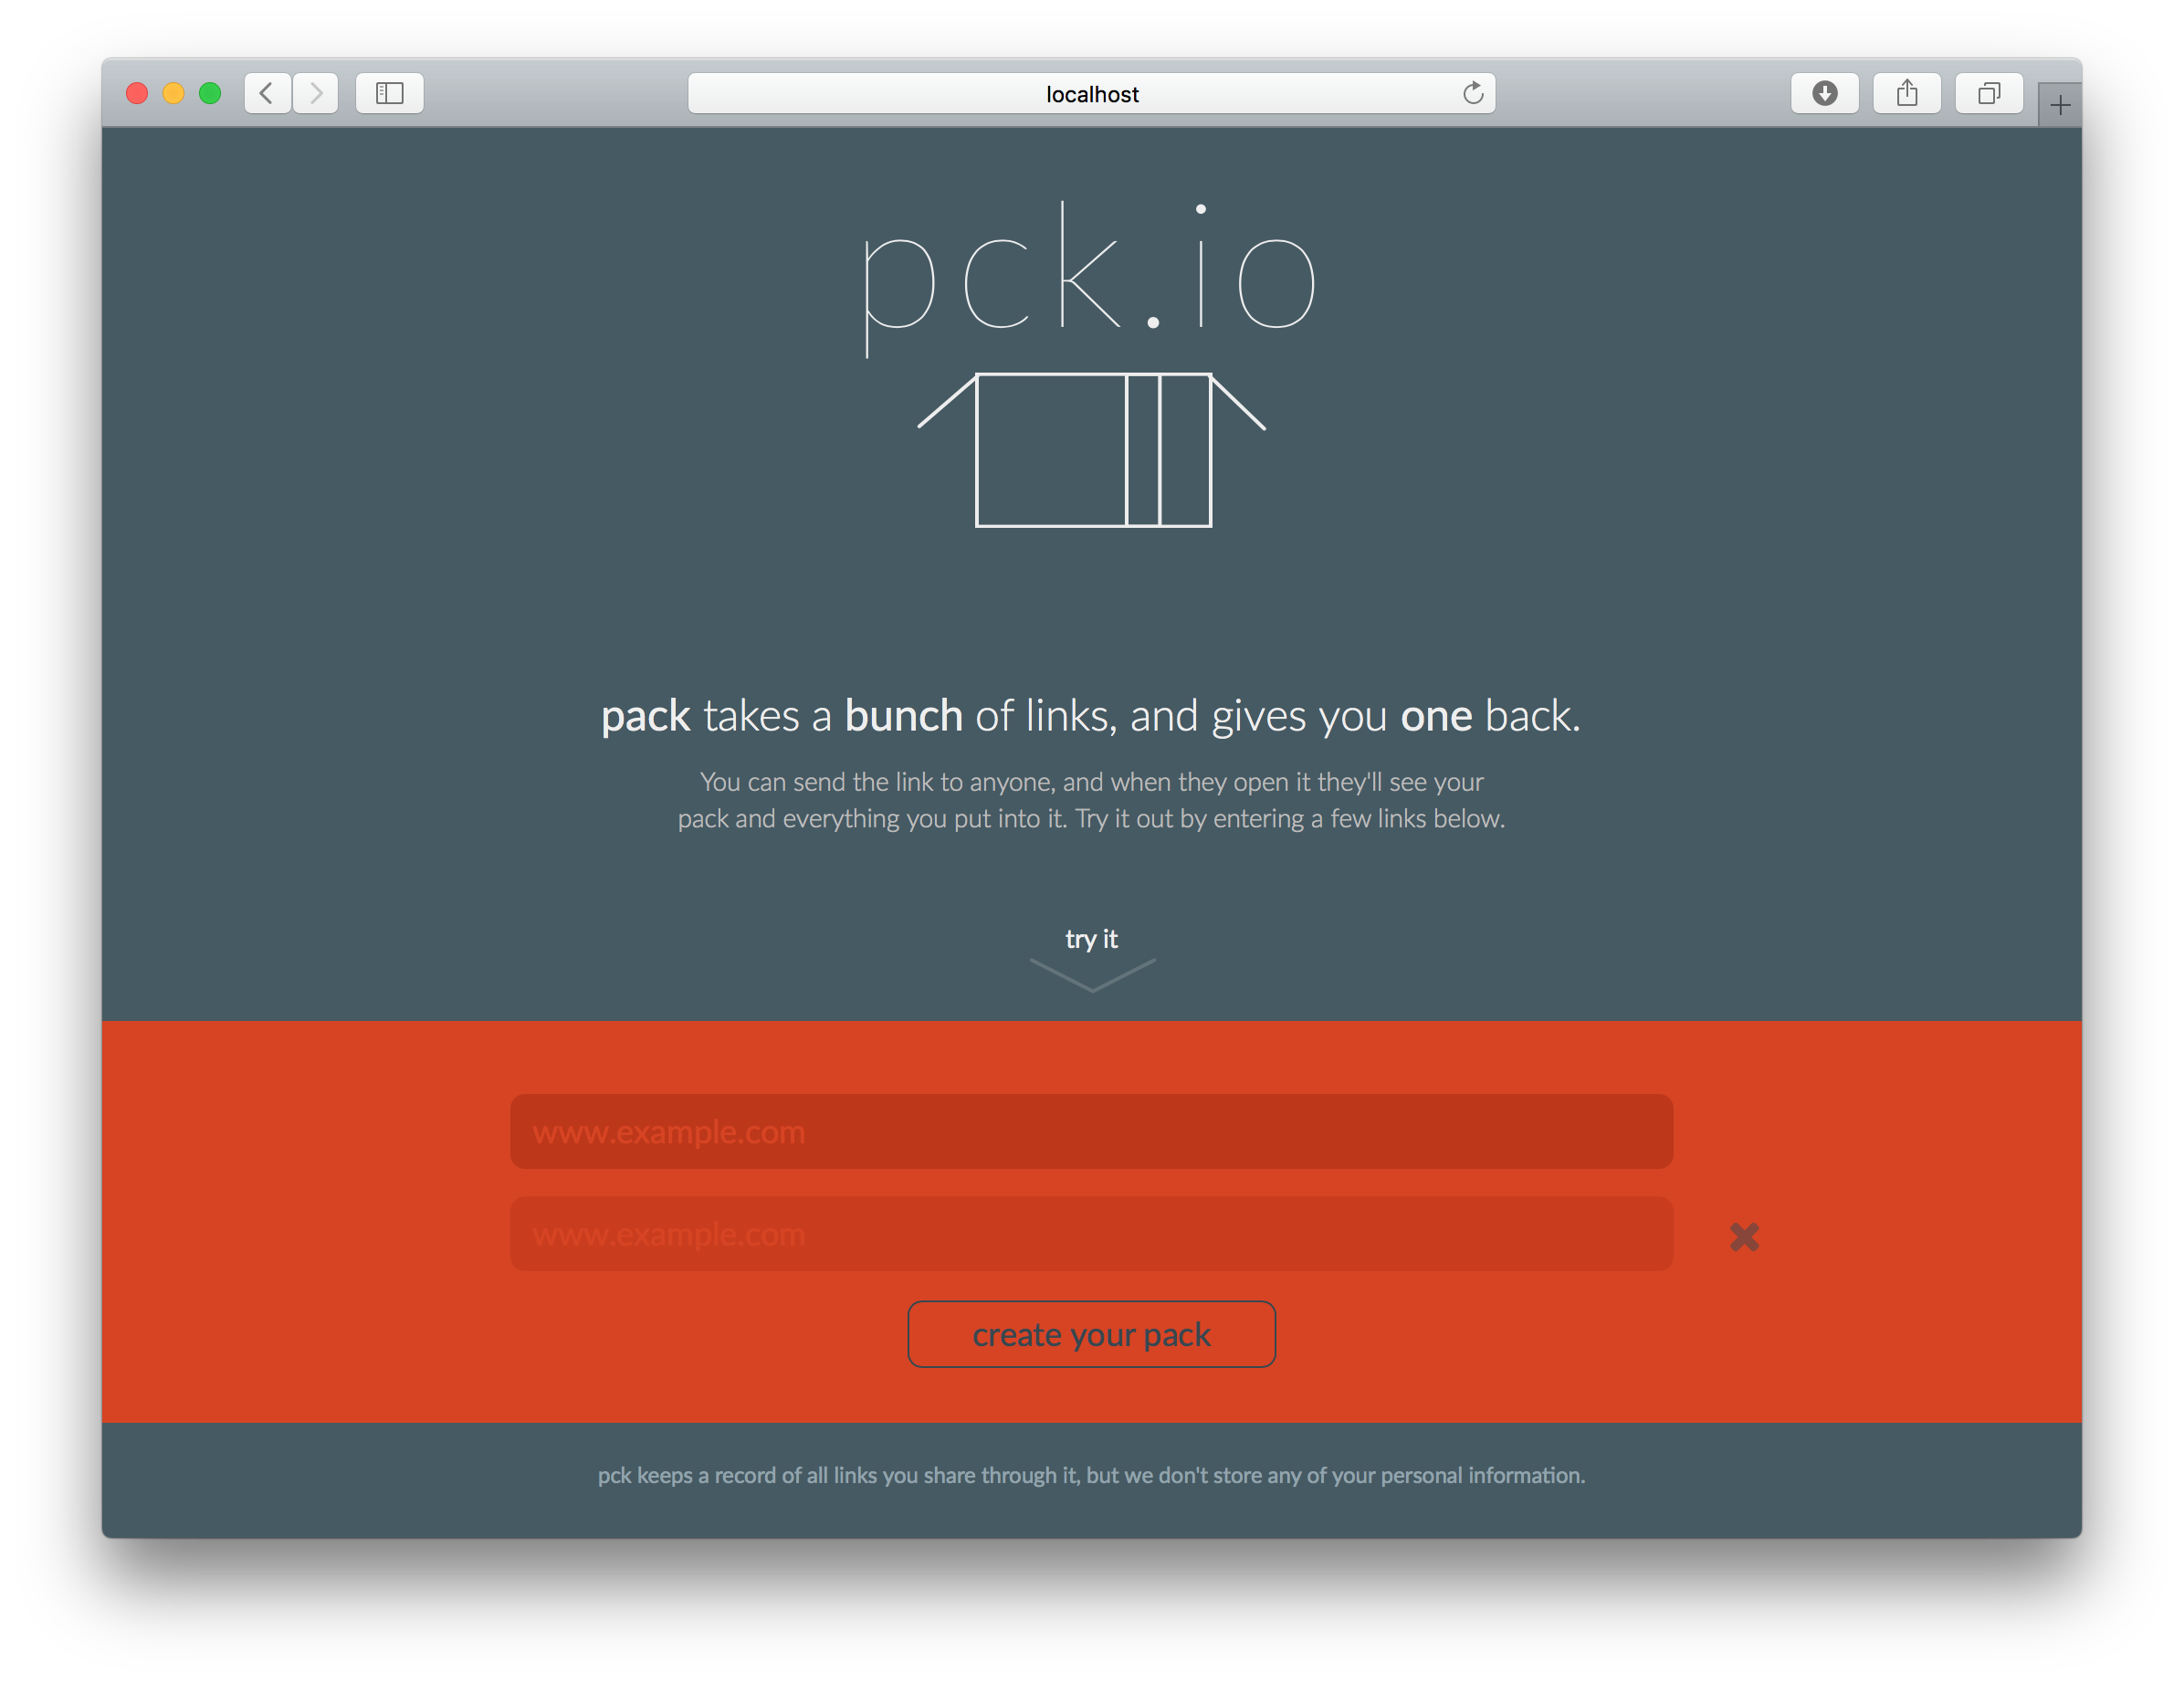 localhost
pck.io
pack takes a bunch of links, and gives you one back.
You can send the link to anyone, and when they open it they'll see your
pack and everything you put into it. Try it out by entering a few links below.
try it
www.example.com
www.example.com
create your pack
pck keeps a record of all links you share through it, but we don't store any of your personal information.